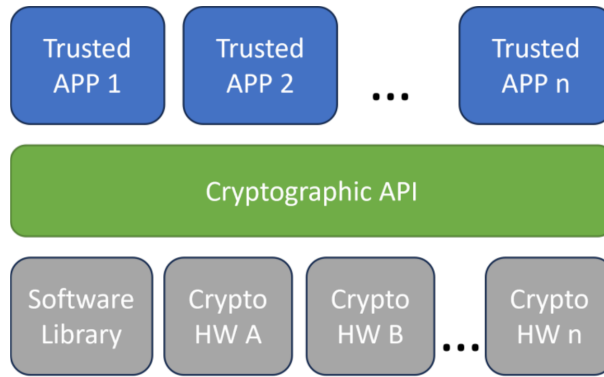 Trusted
APP 1
Trusted
APP 2
...
Trusted
APP n
Cryptographic API
Software
Library
Crypto
HW A
Crypto
HW B
...
Crypto
HW n